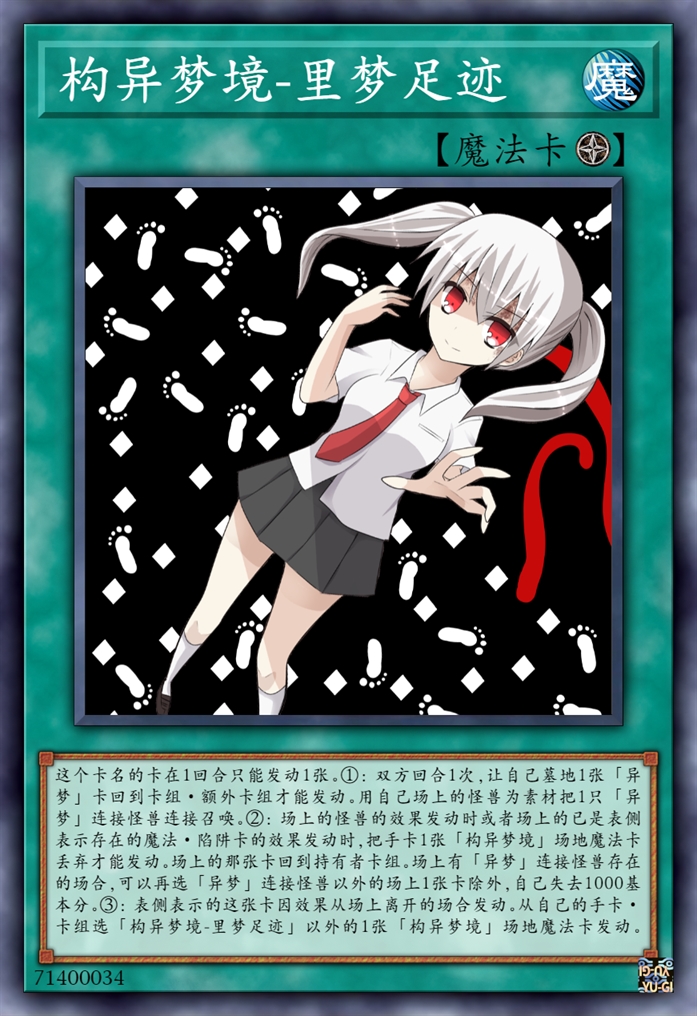 构异梦境-里梦足迹
魔
【魔法卡】
这个卡名的卡在1回合只能发动1张。①：双方回合1次，让自己墓地1张「异
梦」卡回到卡组·额外卡组才能发动。用自己场上的怪兽为素材把1只「异
梦」连接怪兽连接召唤。②：场上的怪兽的效果发动时或者场上的已是表侧
表示存在的魔法·陷阱卡的效果发动时，把手卡1张「构异梦境」场地魔法卡
丢弃才能发动。场上的那张卡回到持有者卡组。场上有「异梦」连接怪兽存在
的场合，可以再选「异梦」连接怪兽以外的场上1张卡除外，自己失去1000基
本分。③：表侧表示的这张卡因效果从场上离开的场合发动。从自己的手卡·
卡组选「构异梦境-里梦足迹」以外的1张「构异梦境」场地魔法卡发动。
71400034
YU-GI